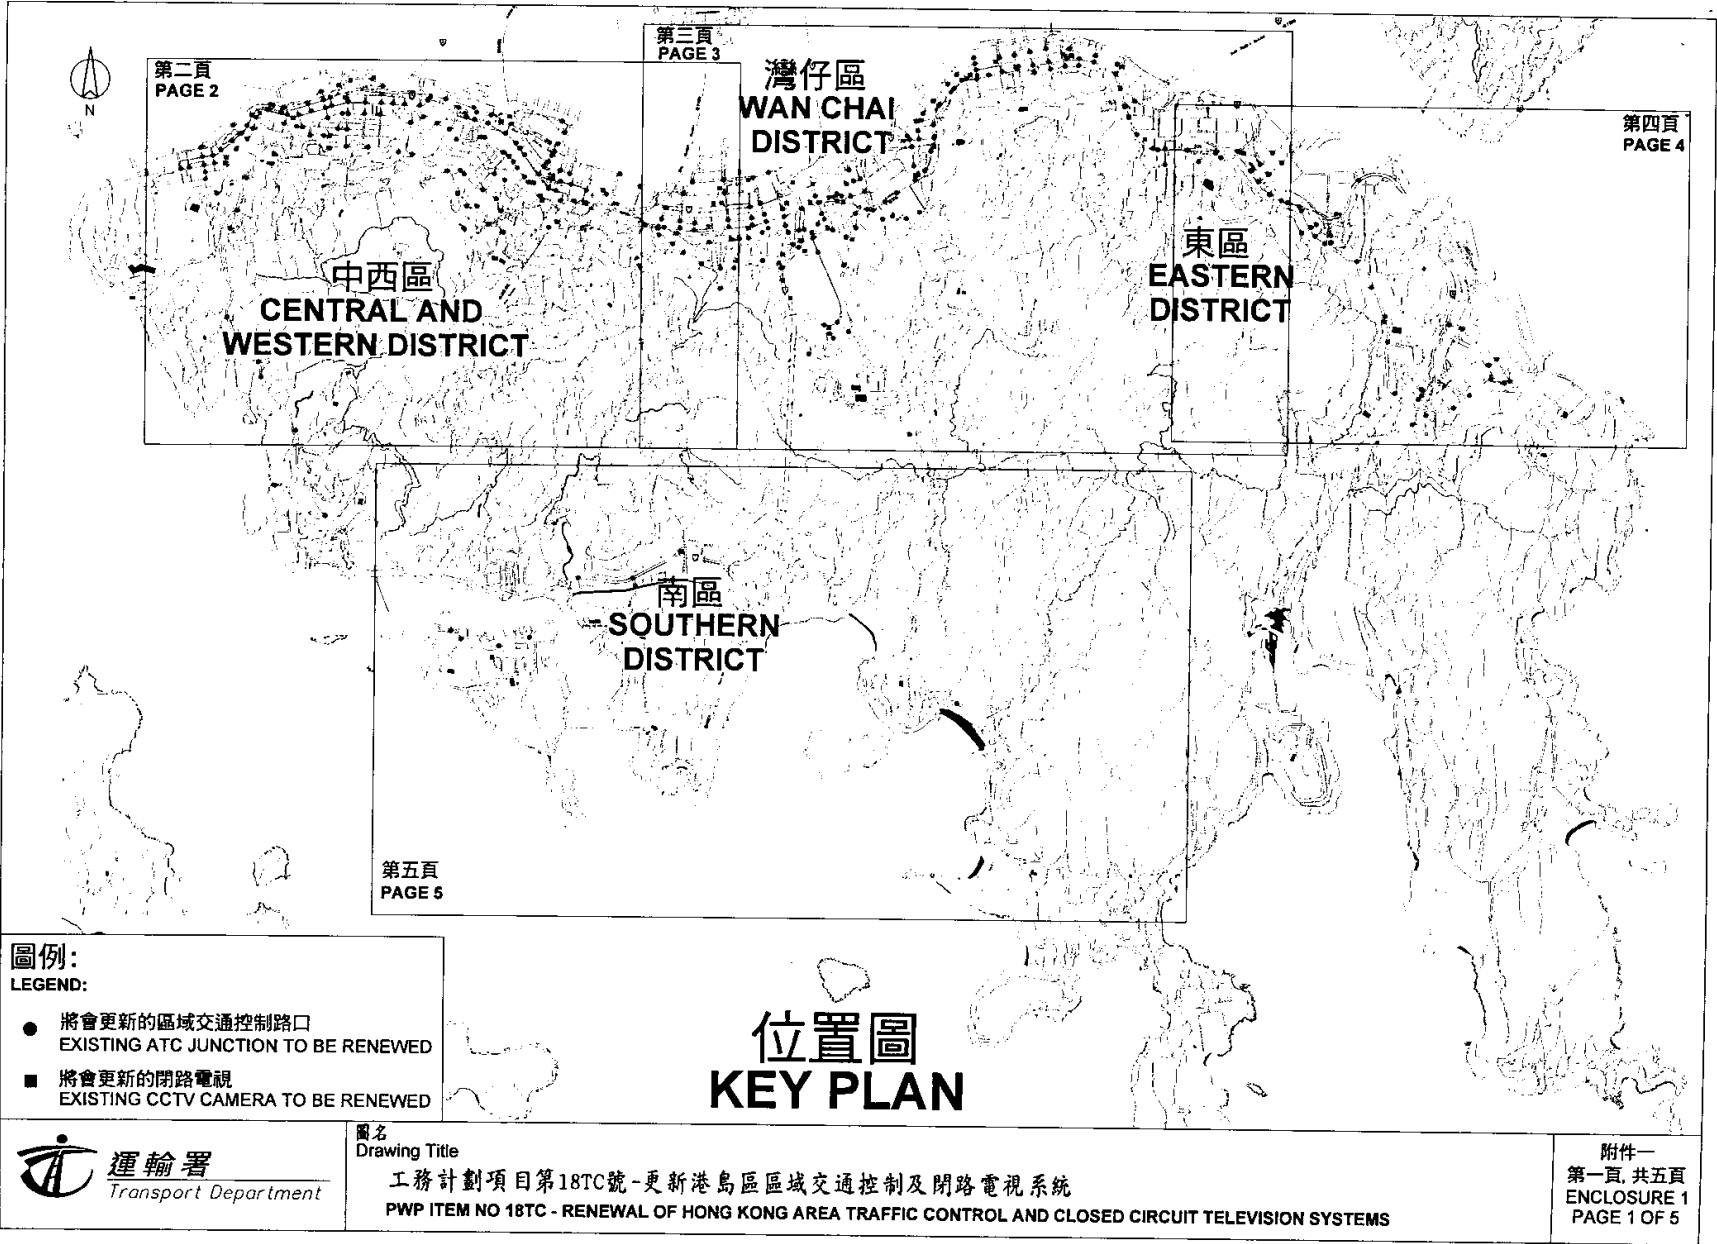 N
第二頁
PAGE 2
第三頁
PAGE 3
灣仔區
WAN CHAI
DISTRICT
第四頁
PAGE 4
中西區
CENTRAL AND
WESTERN DISTRICT
東區
EASTERN
DISTRICT
南區
SOUTHERN
DISTRICT
第五頁
PAGE 5
圖例:
LEGEND:
將會更新的區域交通控制路口
EXISTING ATC JUNCTION TO BE RENEWED
將會更新的閉路電視
EXISTING CCTV CAMERA TO BE RENEWED
位置圖
KEY PLAN
運輸署
Transport Department
圖名
Drawing Title
工務計劃項目第18TC號-更新港島區區域交通控制及閉路電視系統
PWP ITEM NO 18TC - RENEWAL OF HONG KONG AREA TRAFFIC CONTROL AND CLOSED CIRCUIT TELEVISION SYSTEMS
附件一
第一頁, 共五頁
ENCLOSURE 1
PAGE 1 OF 5